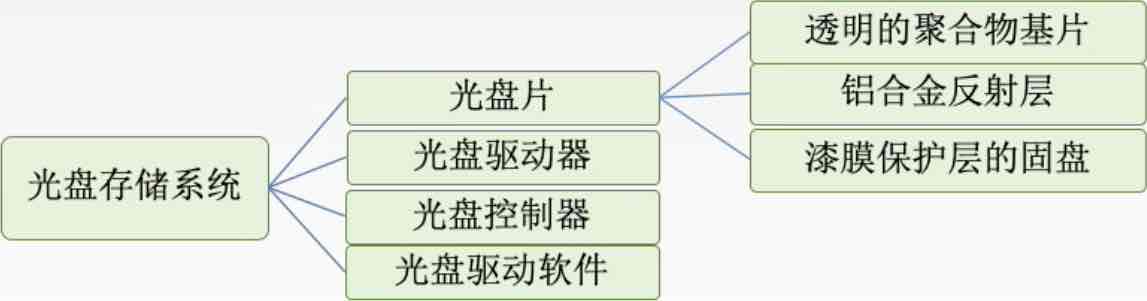 光盘存储系统
光盘片
光盘驱动器
光盘控制器
光盘驱动软件
透明的聚合物基片
铝合金反射层
漆膜保护层的固盘